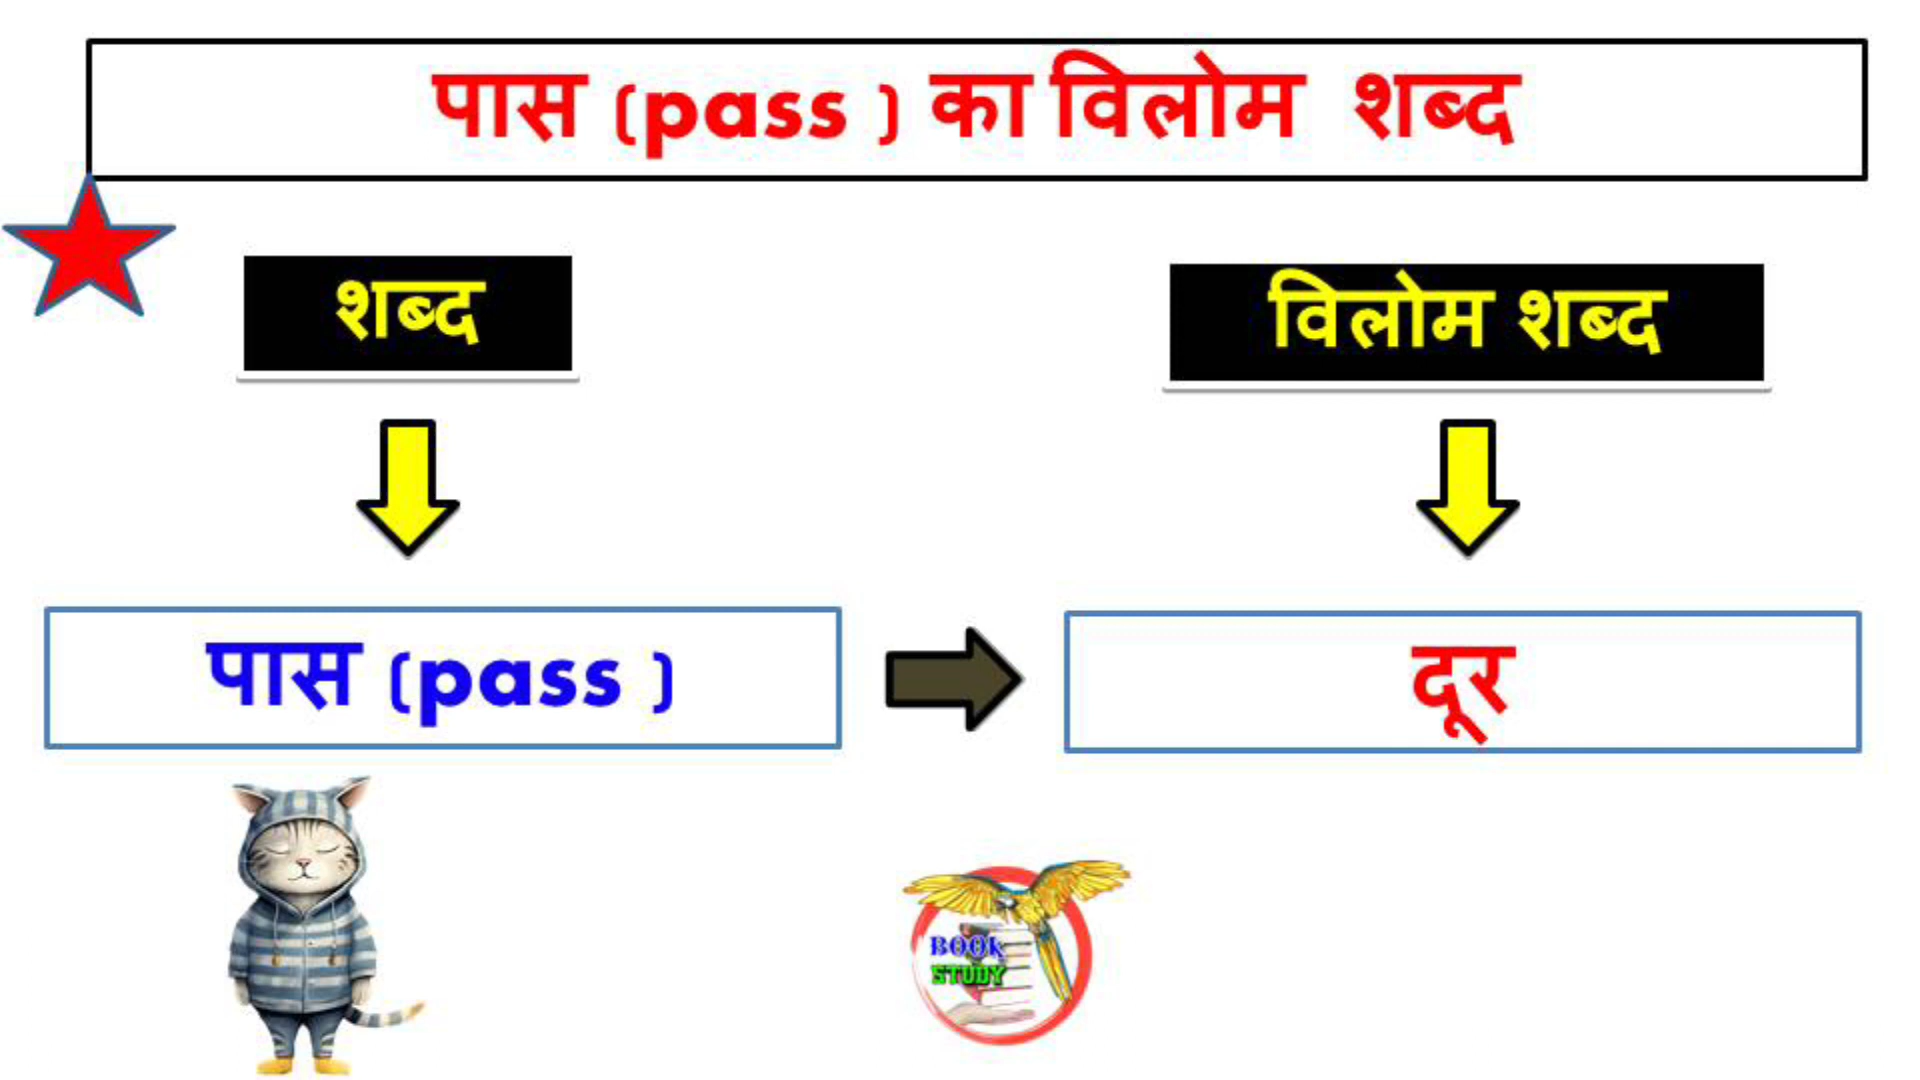 पास (pass ) का विलोम शब्द
शब्द
विलोम शब्द
पास (pass )
दूर
BOOK
STUDY